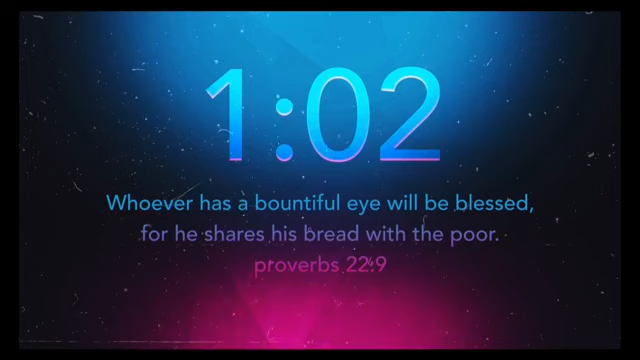 1:02
Whoever has a bountiful eye will be blessed,
for he shares his bread with the poor.
proverbs 22:9